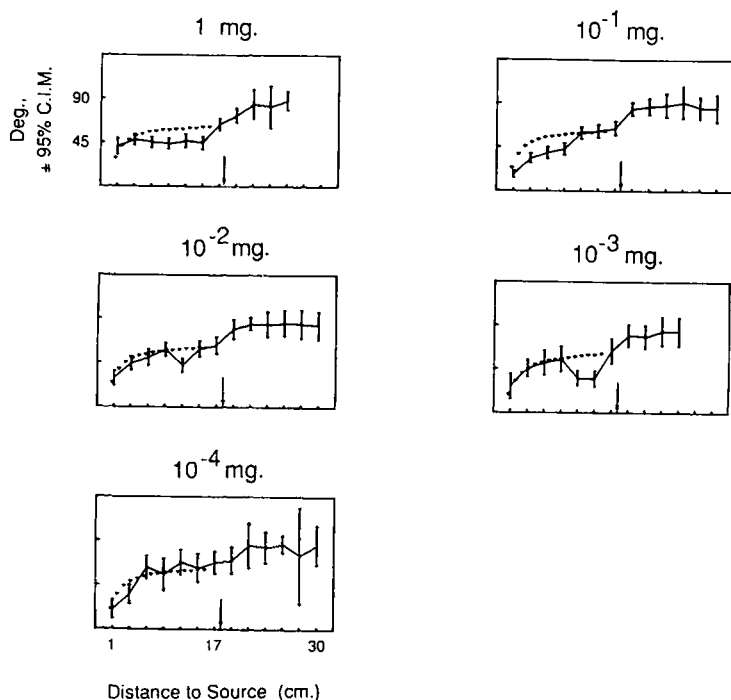 1 mg.
10⁻¹ mg.
Deg.,
± 95% C.I.M.
90
45
10⁻² mg.
10⁻³ mg.
10⁻⁴ mg.
1 17 30
Distance to Source (cm.)